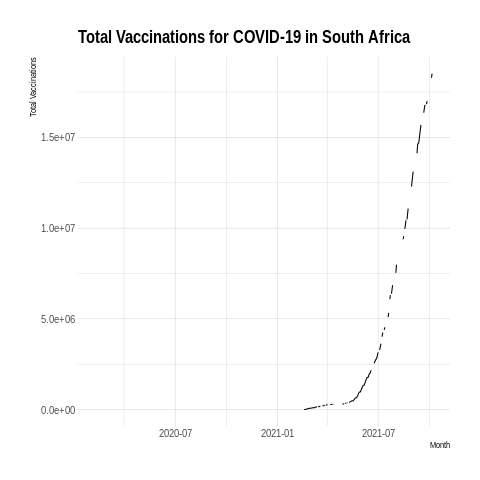 Total Vaccinations for COVID-19 in South Africa
Total Vaccinations
1.5e+07
1.0e+07
5.0e+06
0.0e+00
2020-07 2021-01 2021-07
Month